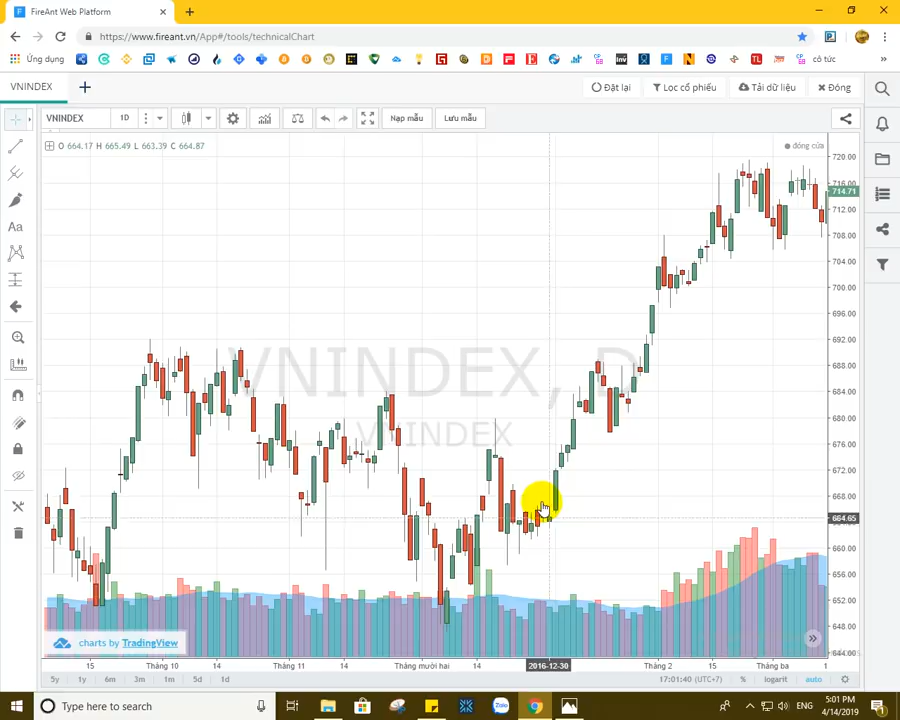 FireAnt Web Platform
https://www.fireant.vn/App#/tools/technicalChart
Ứng dụng
cổ tức
VNINDEX
Đặt lại
Lọc cổ phiếu
Tải dữ liệu
Đóng
VNINDEX
1D
Nạp mẫu
Lưu mẫu
O 664.17 H 665.49 L 663.39 C 664.87
đóng cửa
720.00
716.00
714.71
712.00
708.00
704.00
700.00
696.00
692.00
688.00
684.00
680.00
676.00
672.00
668.00
664.65
660.00
656.00
652.00
648.00
644.00
VNINDEX, D
VNINDEX
charts by TradingView
15
Tháng 10
14
Tháng 11
14
Tháng mười hai
14
2016-12-30
Tháng 2
15
Tháng ba
1
5y
1y
6m
3m
1m
5d
1d
17:01:40 (UTC+7)
%
logarit
auto
Type here to search
Zalo
ENG
5:01 PM
4/14/2019